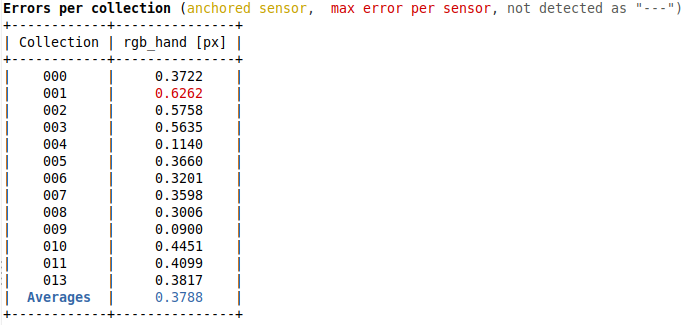 Errors per collection (anchored sensor,  max error per sensor, not detected as "---")
+------------+---------------+
| Collection | rgb_hand [px] |
+------------+---------------+
|    000     |     0.3722    |
|    001     |     0.6262    |
|    002     |     0.5758    |
|    003     |     0.5635    |
|    004     |     0.1140    |
|    005     |     0.3660    |
|    006     |     0.3201    |
|    007     |     0.3598    |
|    008     |     0.3006    |
|    009     |     0.0900    |
|    010     |     0.4451    |
|    011     |     0.4099    |
|    013     |     0.3817    |
|  Averages  |     0.3788    |
+------------+---------------+